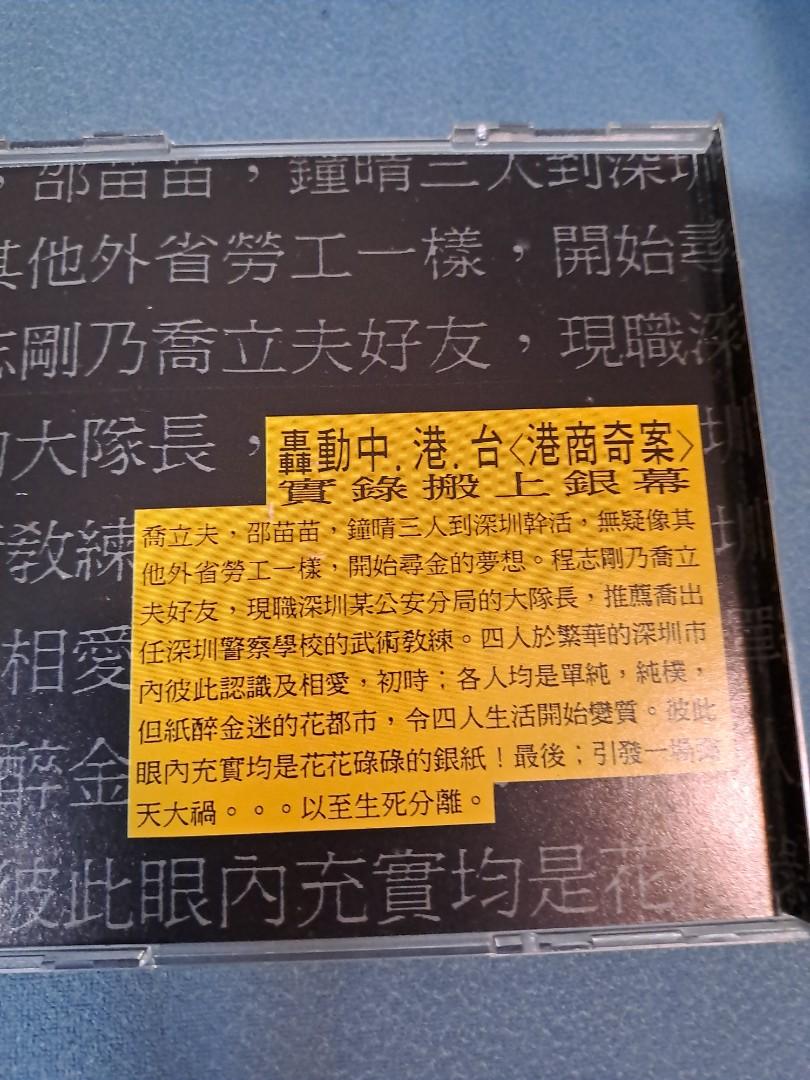 ，邵苗苗，鐘晴三人到深圳
其他外省勞工一樣，開始尋
志剛乃喬立夫好友，現職深
的大隊長，
轟動中.港.台<港商奇案>
實錄搬上銀幕
喬立夫，邵苗苗，鐘晴三人到深圳幹活，無疑像其
他外省勞工一樣，開始尋金的夢想。程志剛乃喬立
夫好友，現職深圳某公安分局的大隊長，推薦喬出
任深圳警察學校的武術教練。四人於繁華的深圳市
內彼此認識及相愛，初時；各人均是單純，純樸，
但紙醉金迷的花都市，令四人生活開始變質。彼此
眼內充實均是花花碌碌的銀紙！最後；引發一場
天大禍。。。以至生死分離。
教練
圳
相愛
單
醉金
人
彼此眼內充實均是花